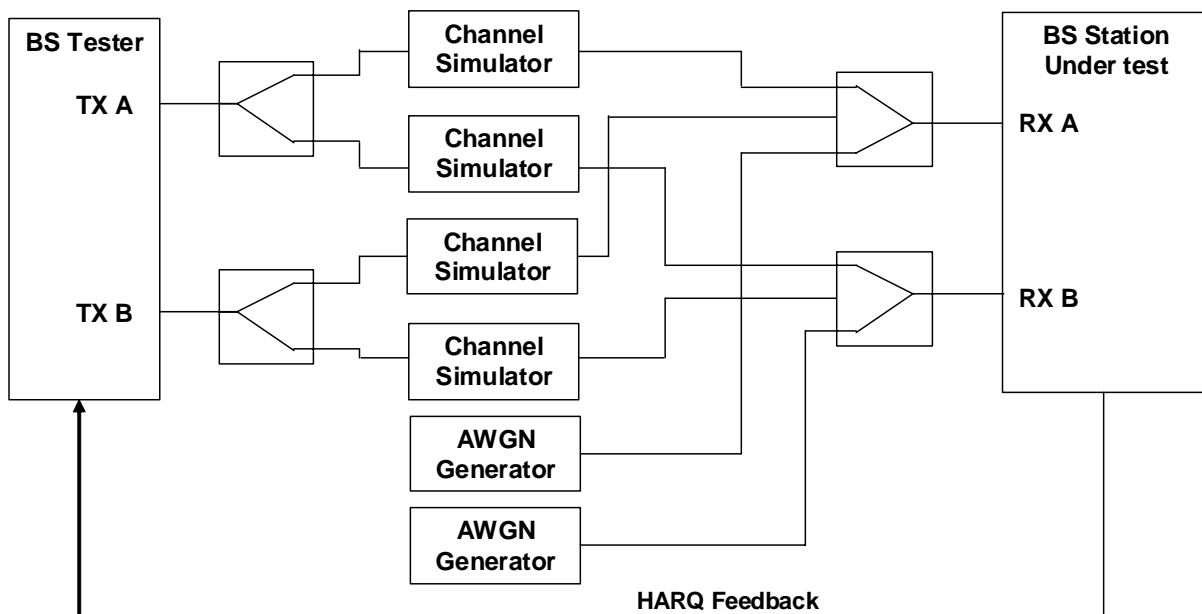 BS Tester
TX A
TX B
Channel
Simulator
Channel
Simulator
Channel
Simulator
Channel
Simulator
AWGN
Generator
AWGN
Generator
BS Station
Under test
RX A
RX B
HARQ Feedback